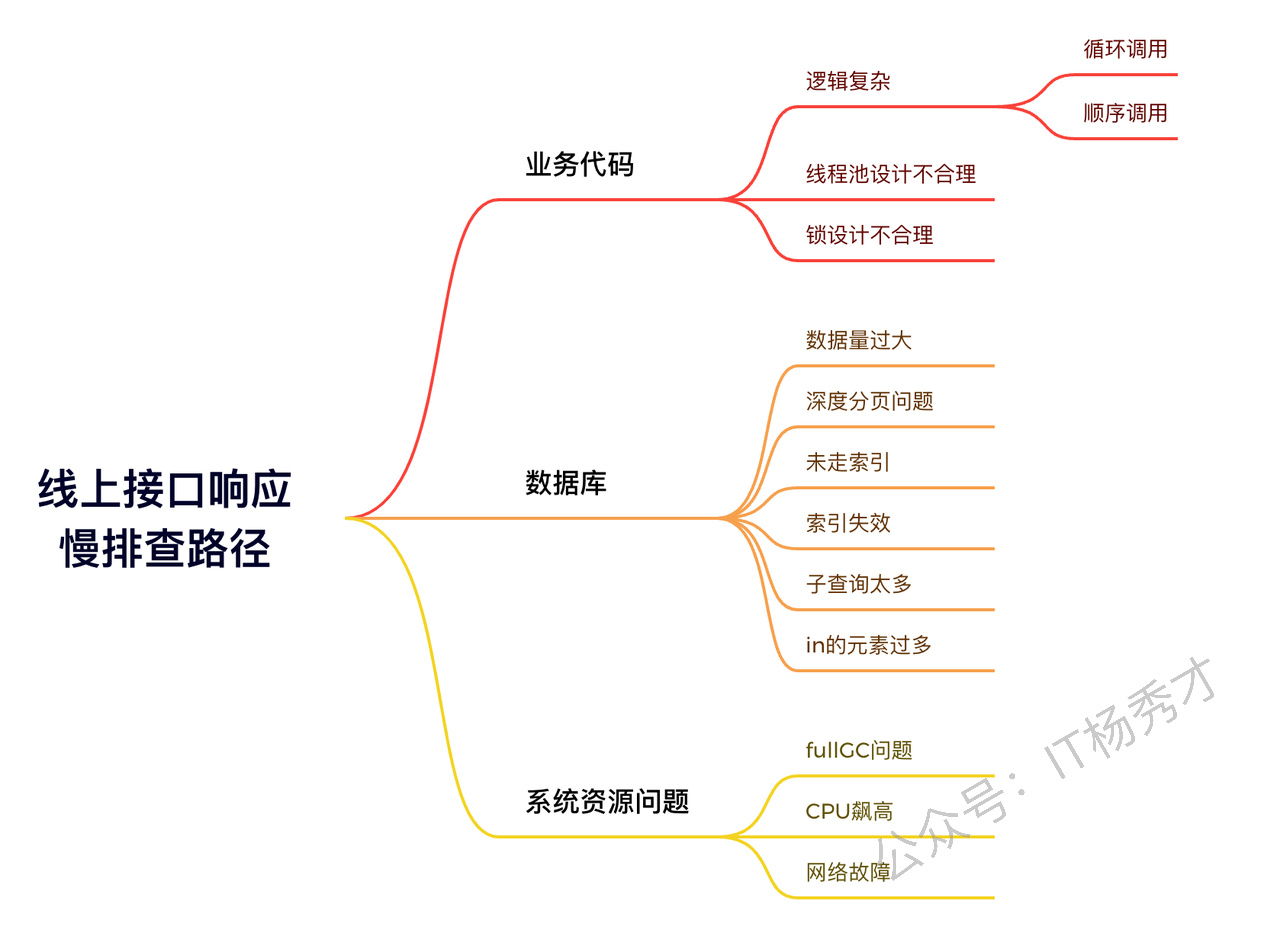 线上接口响应
慢排查路径
业务代码
逻辑复杂
循环调用
顺序调用
线程池设计不合理
锁设计不合理
数据库
数据量过大
深度分页问题
未走索引
索引失效
子查询太多
in的元素过多
系统资源问题
fullGC问题
CPU飙高
网络故障
公众号：IT杨秀才